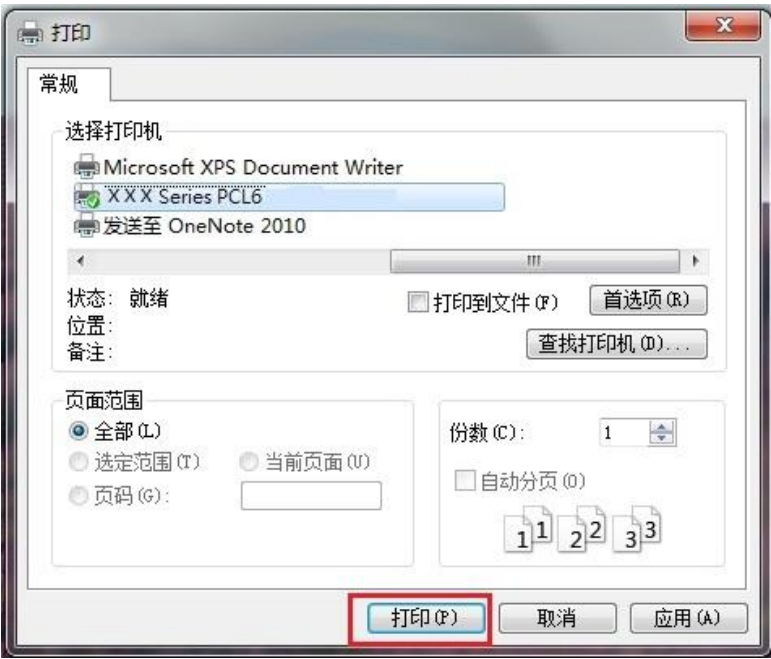 打印
常规
选择打印机
Microsoft XPS Document Writer
XXX Series PCL6
发送至 OneNote 2010
状态: 就绪
打印到文件(F)
首选项(R)
位置:
查找打印机(D)...
备注:
页面范围
全部(L)
选定范围(T)
当前页面(U)
页码(G):
份数(C): 1
自动分页(O)
1 1 2 2 3 3
打印(P)
取消
应用(A)